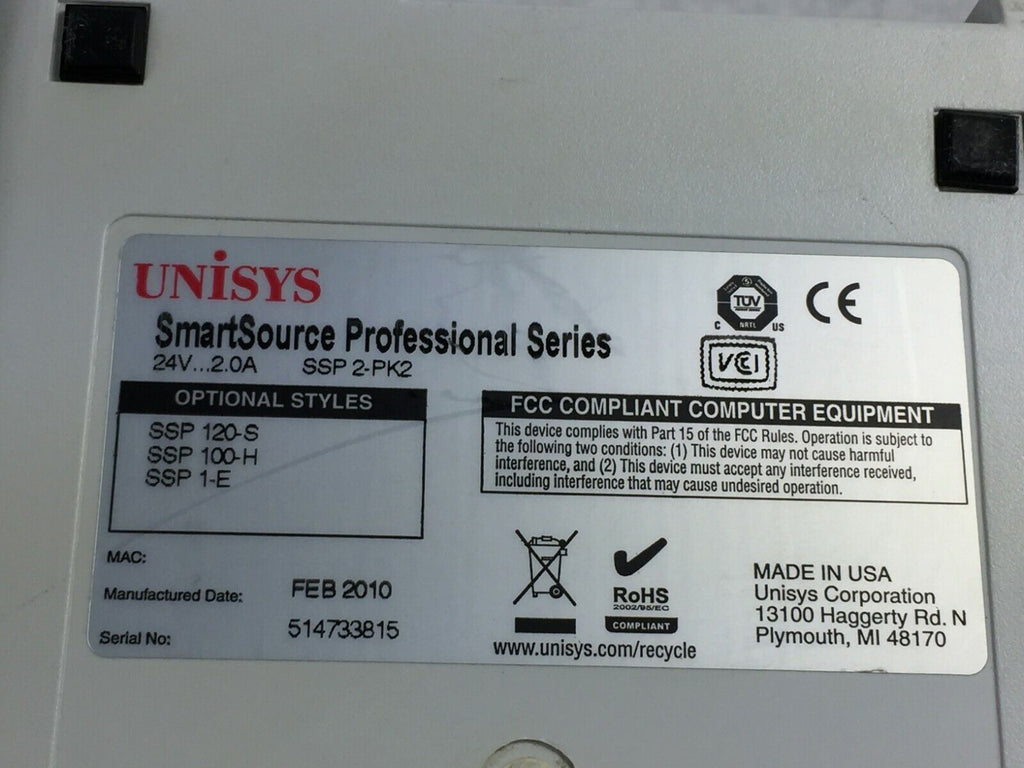 UNiSYS
SmartSource Professional Series
24V...2.0A SSP 2-PK2
OPTIONAL STYLES
SSP 120-S
SSP 100-H
SSP 1-E
TÜV
NRTL
C US
CE
VCI
FCC COMPLIANT COMPUTER EQUIPMENT
This device complies with Part 15 of the FCC Rules. Operation is subject to
the following two conditions: (1) This device may not cause harmful
interference, and (2) This device must accept any interference received,
including interference that may cause undesired operation.
MAC:
Manufactured Date: FEB 2010
Serial No: 514733815
RoHS
2002/95/EC
COMPLIANT
www.unisys.com/recycle
MADE IN USA
Unisys Corporation
13100 Haggerty Rd. N
Plymouth, MI 48170